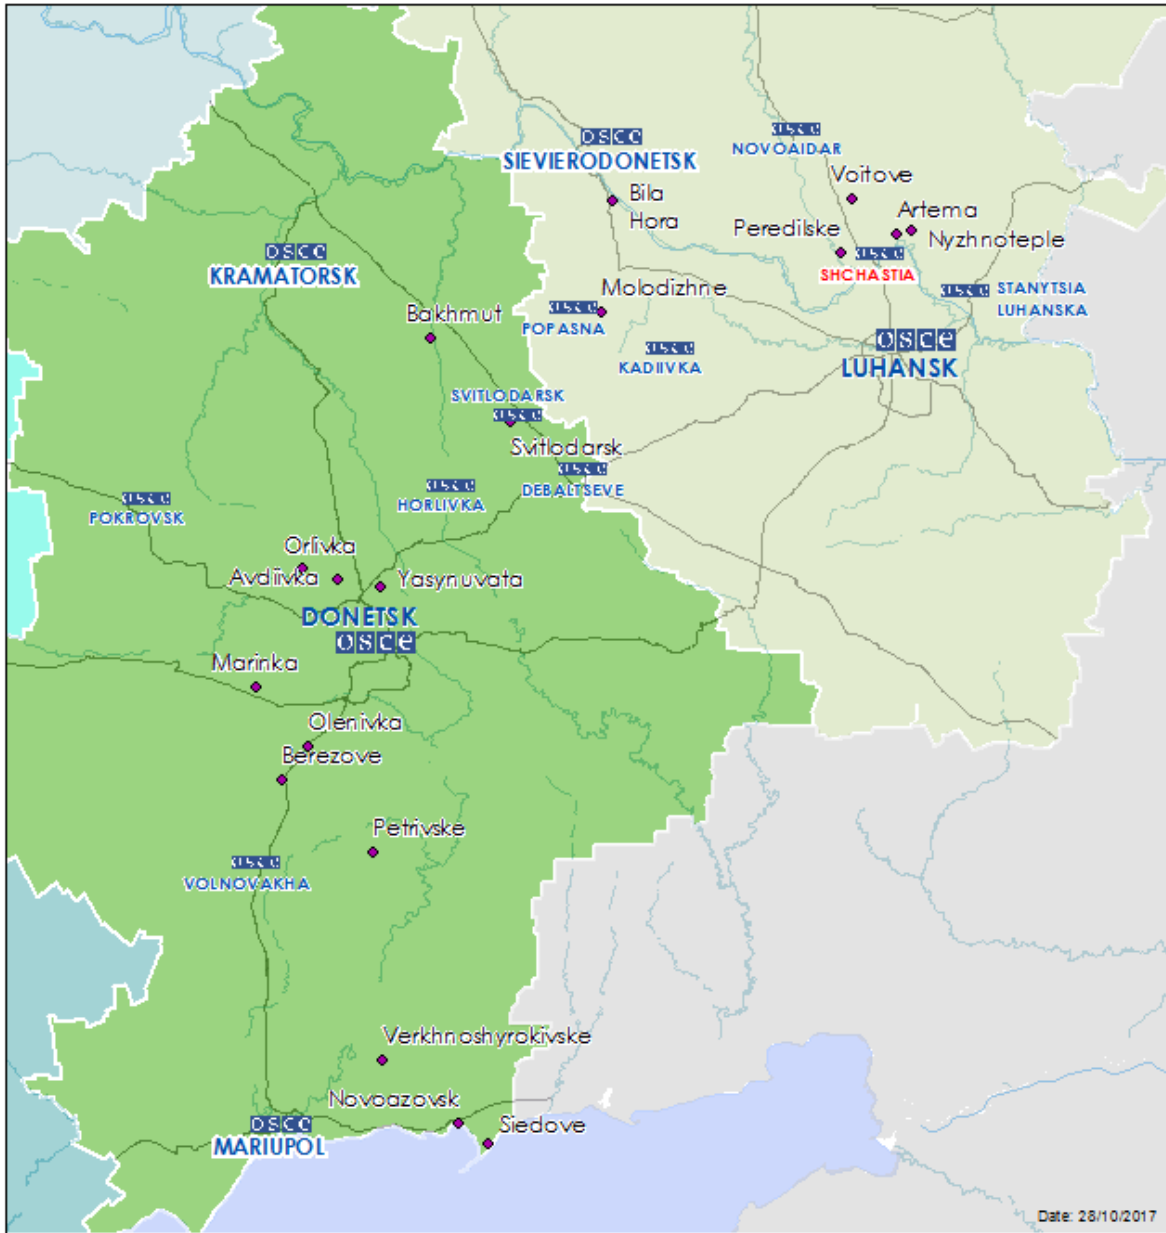 osce
SIEVIERODONETSK
osce
NOVOAIDAR
Voitove
Bila
Hora
Artema
Peredilske
Nyzhnoteple
osce
KRAMATORSK
osce
SHCHASTIA
Molodizhne
osce
STANYTSIA
LUHANSKA
Bakhmut
osce
POPASNA
osce
KADIIVKA
osce
LUHANSK
SVITLODARSK
osce
Svitlodarsk
osce
DEBALTSEVE
osce
POKROVSK
osce
HORLIVKA
Orlivka
Avdiivka
Yasynuvata
DONETSK
osce
Marinka
Olenivka
Berezove
Petrivske
osce
VOLNOVAKHA
Verkhnoshyrokivske
Novoazovsk
osce
MARIUPOL
Siedove
Date: 28/10/2017